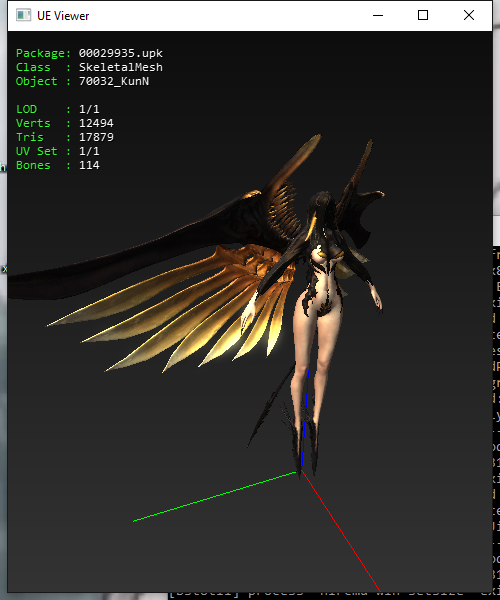 UE Viewer
Package: 00029935.upk
Class : SkeletalMesh
Object : 70032_KunN
LOD : 1/1
Verts : 12494
Tris : 17879
UV Set : 1/1
Bones : 114